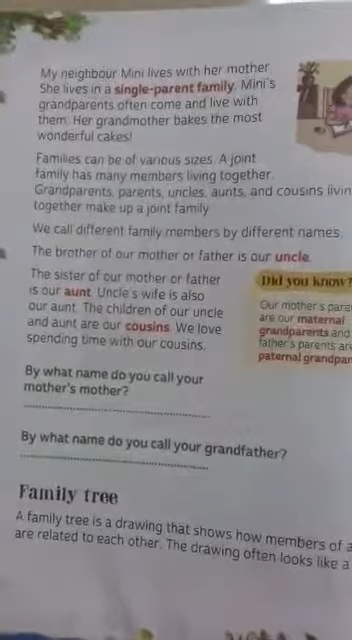 My neighbour Mini lives with her mother.
She lives in a single-parent family. Mini's
grandparents often come and live with
them. Her grandmother bakes the most
wonderful cakes!
Families can be of various sizes. A joint
family has many members living together.
Grandparents, parents, uncles, aunts, and cousins livin
together make up a joint family.
We call different family members by different names.
The brother of our mother or father is our uncle.
The sister of our mother or father
is our aunt. Uncle's wife is also
our aunt. The children of our uncle
and aunt are our cousins. We love
spending time with our cousins.
Did you know?
Our mother's pare
are our maternal
grandparents and
father's parents are
paternal grandpar
By what name do you call your
mother's mother?
By what name do you call your grandfather?
Family tree
A family tree is a drawing that shows how members of a
are related to each other. The drawing often looks like a